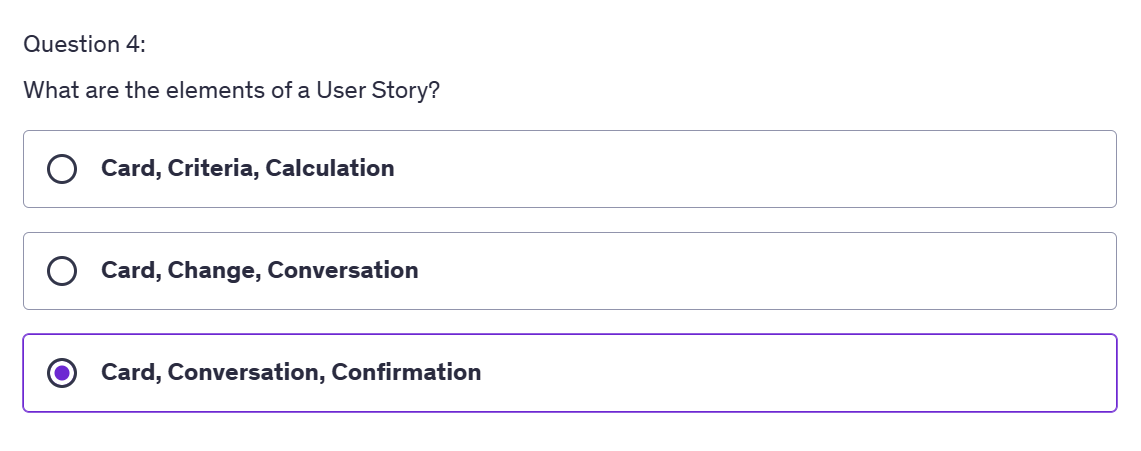 Question 4:
What are the elements of a User Story?
Card, Criteria, Calculation
Card, Change, Conversation
Card, Conversation, Confirmation